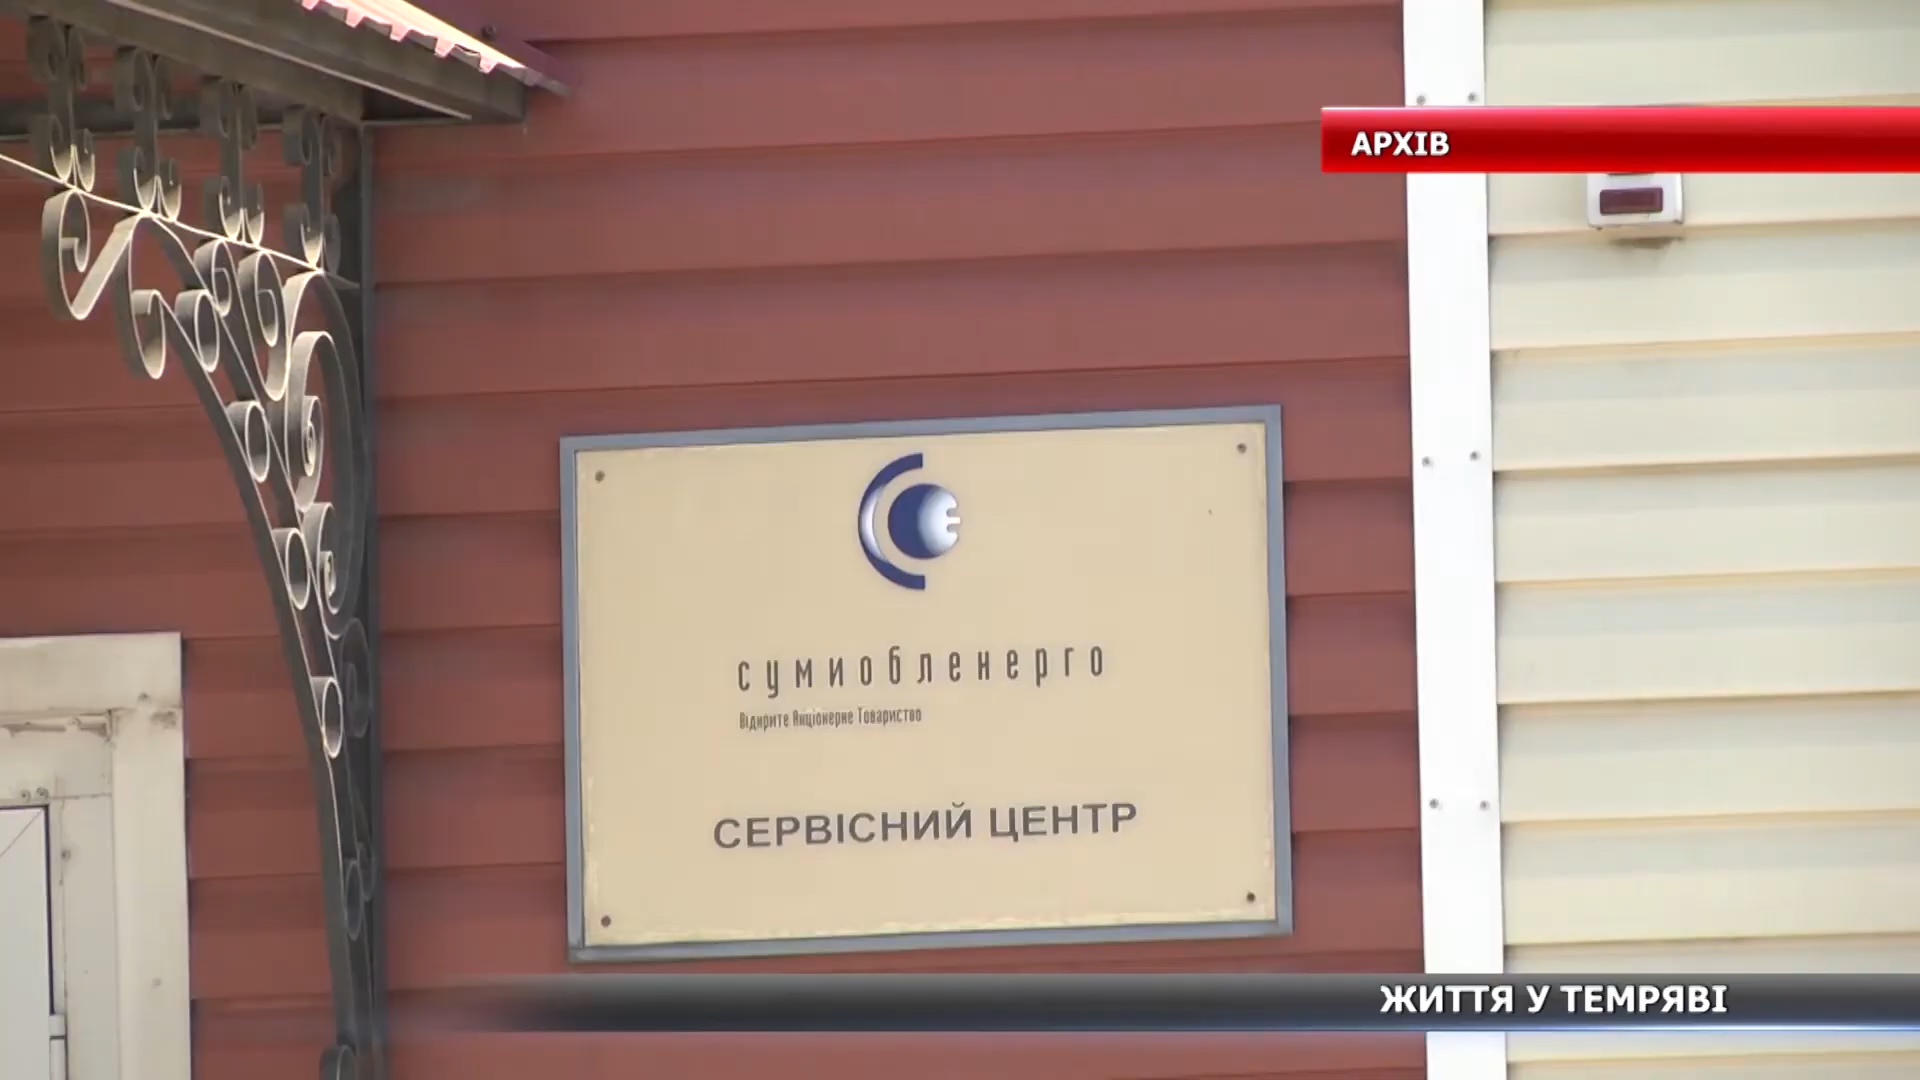 АРХІВ
сумиобленерго
Відкрите Акціонерне Товариство
СЕРВІСНИЙ ЦЕНТР
ЖИТТЯ У ТЕМРЯВІ